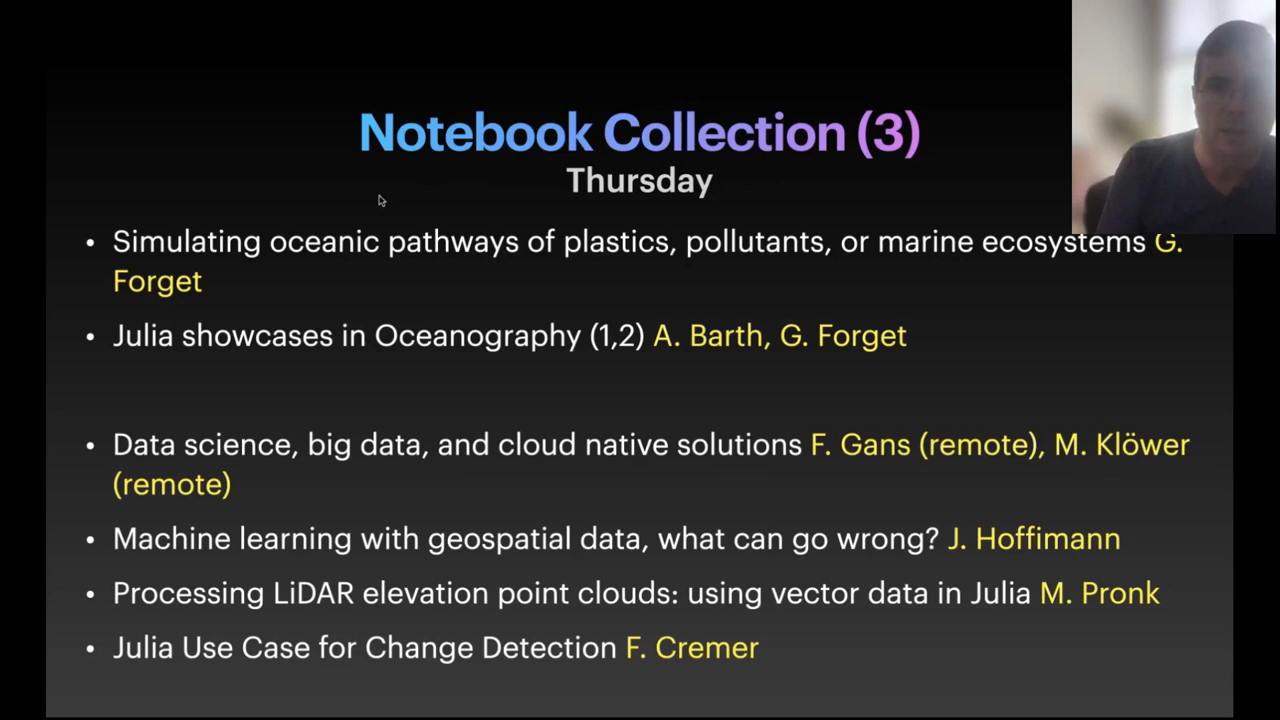 Notebook Collection (3)
Thursday
• Simulating oceanic pathways of plastics, pollutants, or marine ecosystems G.
Forget
• Julia showcases in Oceanography (1,2) A. Barth, G. Forget
• Data science, big data, and cloud native solutions F. Gans (remote), M. Klöwer
(remote)
• Machine learning with geospatial data, what can go wrong? J. Hoffimann
• Processing LiDAR elevation point clouds: using vector data in Julia M. Pronk
• Julia Use Case for Change Detection F. Cremer